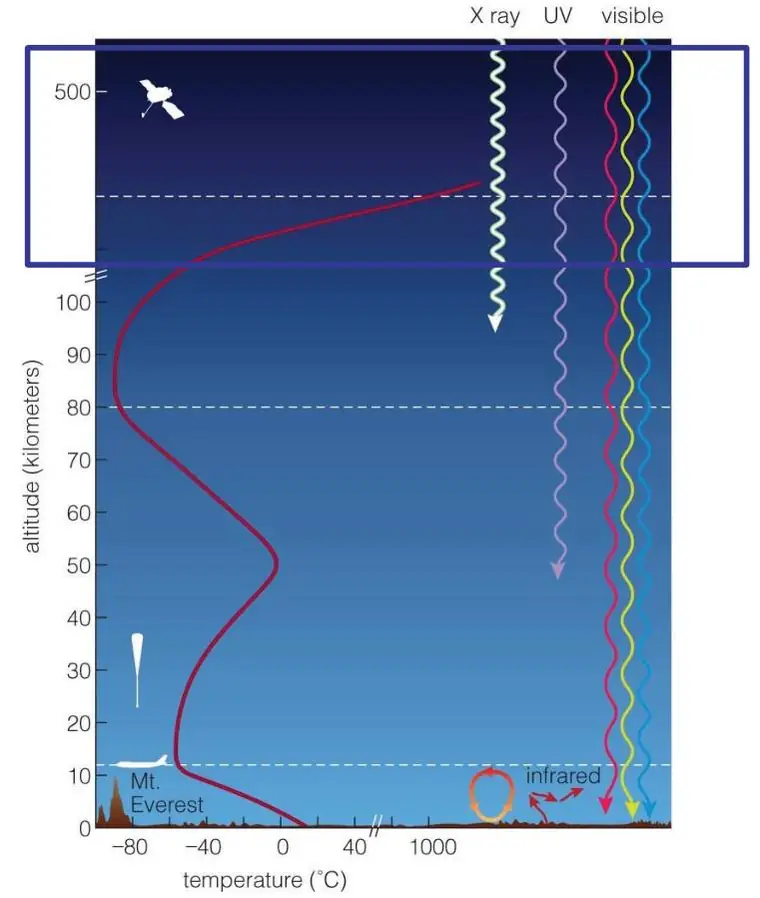 X ray UV visible
500
100
90
80
70
60
50
40
30
20
10
0
altitude (kilometers)
Mt.
Everest
infrared
−80 −40 0 40 1000
temperature (˚C)